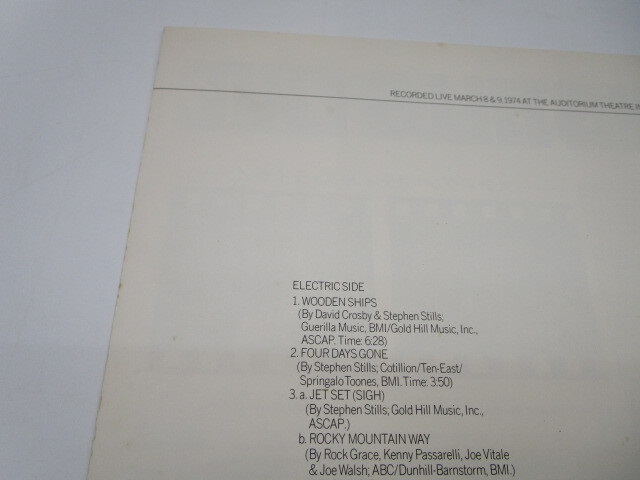 RECORDED LIVE MARCH 8 & 9, 1974 AT THE AUDITORIUM THEATRE,
ELECTRIC SIDE
1. WOODEN SHIPS
(By David Crosby & Stephen Stills;
Guerilla Music, BMI/Gold Hill Music, Inc.,
ASCAP. Time: 6:28)
2. FOUR DAYS GONE
(By Stephen Stills; Cotillion/Ten-East/
Springalo Toones, BMI. Time: 3:50)
3. a. JET SET (SIGH)
(By Stephen Stills; Gold Hill Music, Inc.,
ASCAP.)
b. ROCKY MOUNTAIN WAY
(By Rock Grace, Kenny Passarelli, Joe Vitale
& Joe Walsh; ABC/Dunhill-Barnstorm, BMI.)